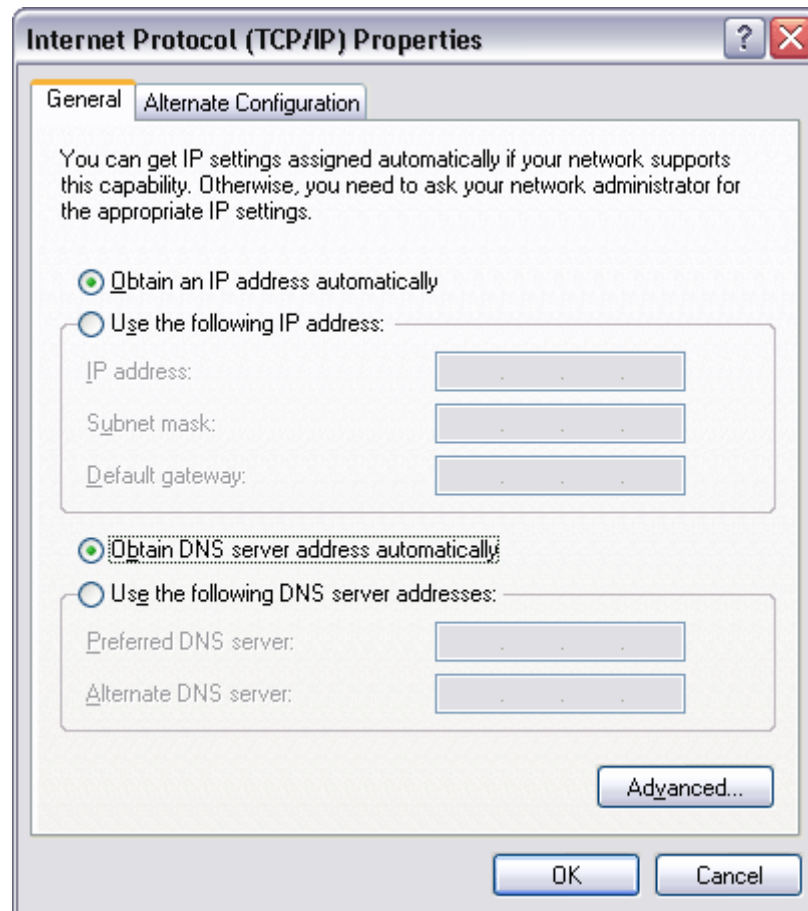 Internet Protocol (TCP/IP) Properties
General
Alternate Configuration
You can get IP settings assigned automatically if your network supports
this capability. Otherwise, you need to ask your network administrator for
the appropriate IP settings.
Obtain an IP address automatically
Use the following IP address:
IP address:
Subnet mask:
Default gateway:
Obtain DNS server address automatically
Use the following DNS server addresses:
Preferred DNS server:
Alternate DNS server:
Advanced...
OK
Cancel